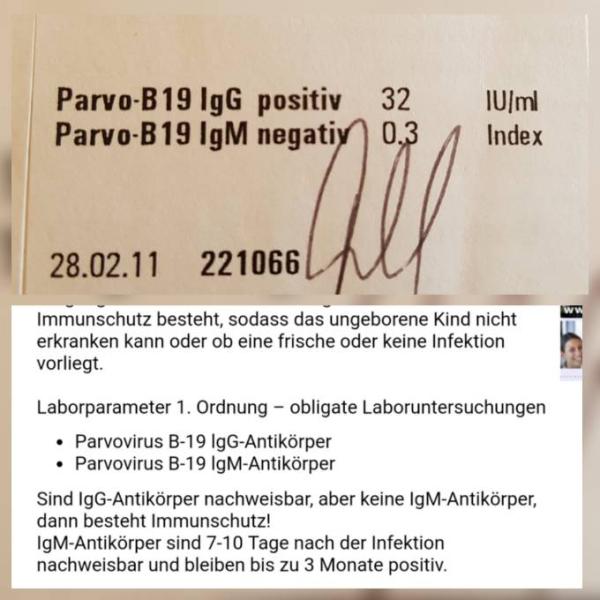 Parvo-B19 IgG positiv 32 IU/ml
Parvo-B19 IgM negativ 0.3 Index
28.02.11 221066
Immunschutz besteht, sodass das ungeborene Kind nicht
erkranken kann oder ob eine frische oder keine Infektion
vorliegt.
Laborparameter 1. Ordnung – obligate Laboruntersuchungen
• Parvovirus B-19 IgG-Antikörper
• Parvovirus B-19 IgM-Antikörper
Sind IgG-Antikörper nachweisbar, aber keine IgM-Antikörper,
dann besteht Immunschutz!
IgM-Antikörper sind 7-10 Tage nach der Infektion
nachweisbar und bleiben bis zu 3 Monate positiv.